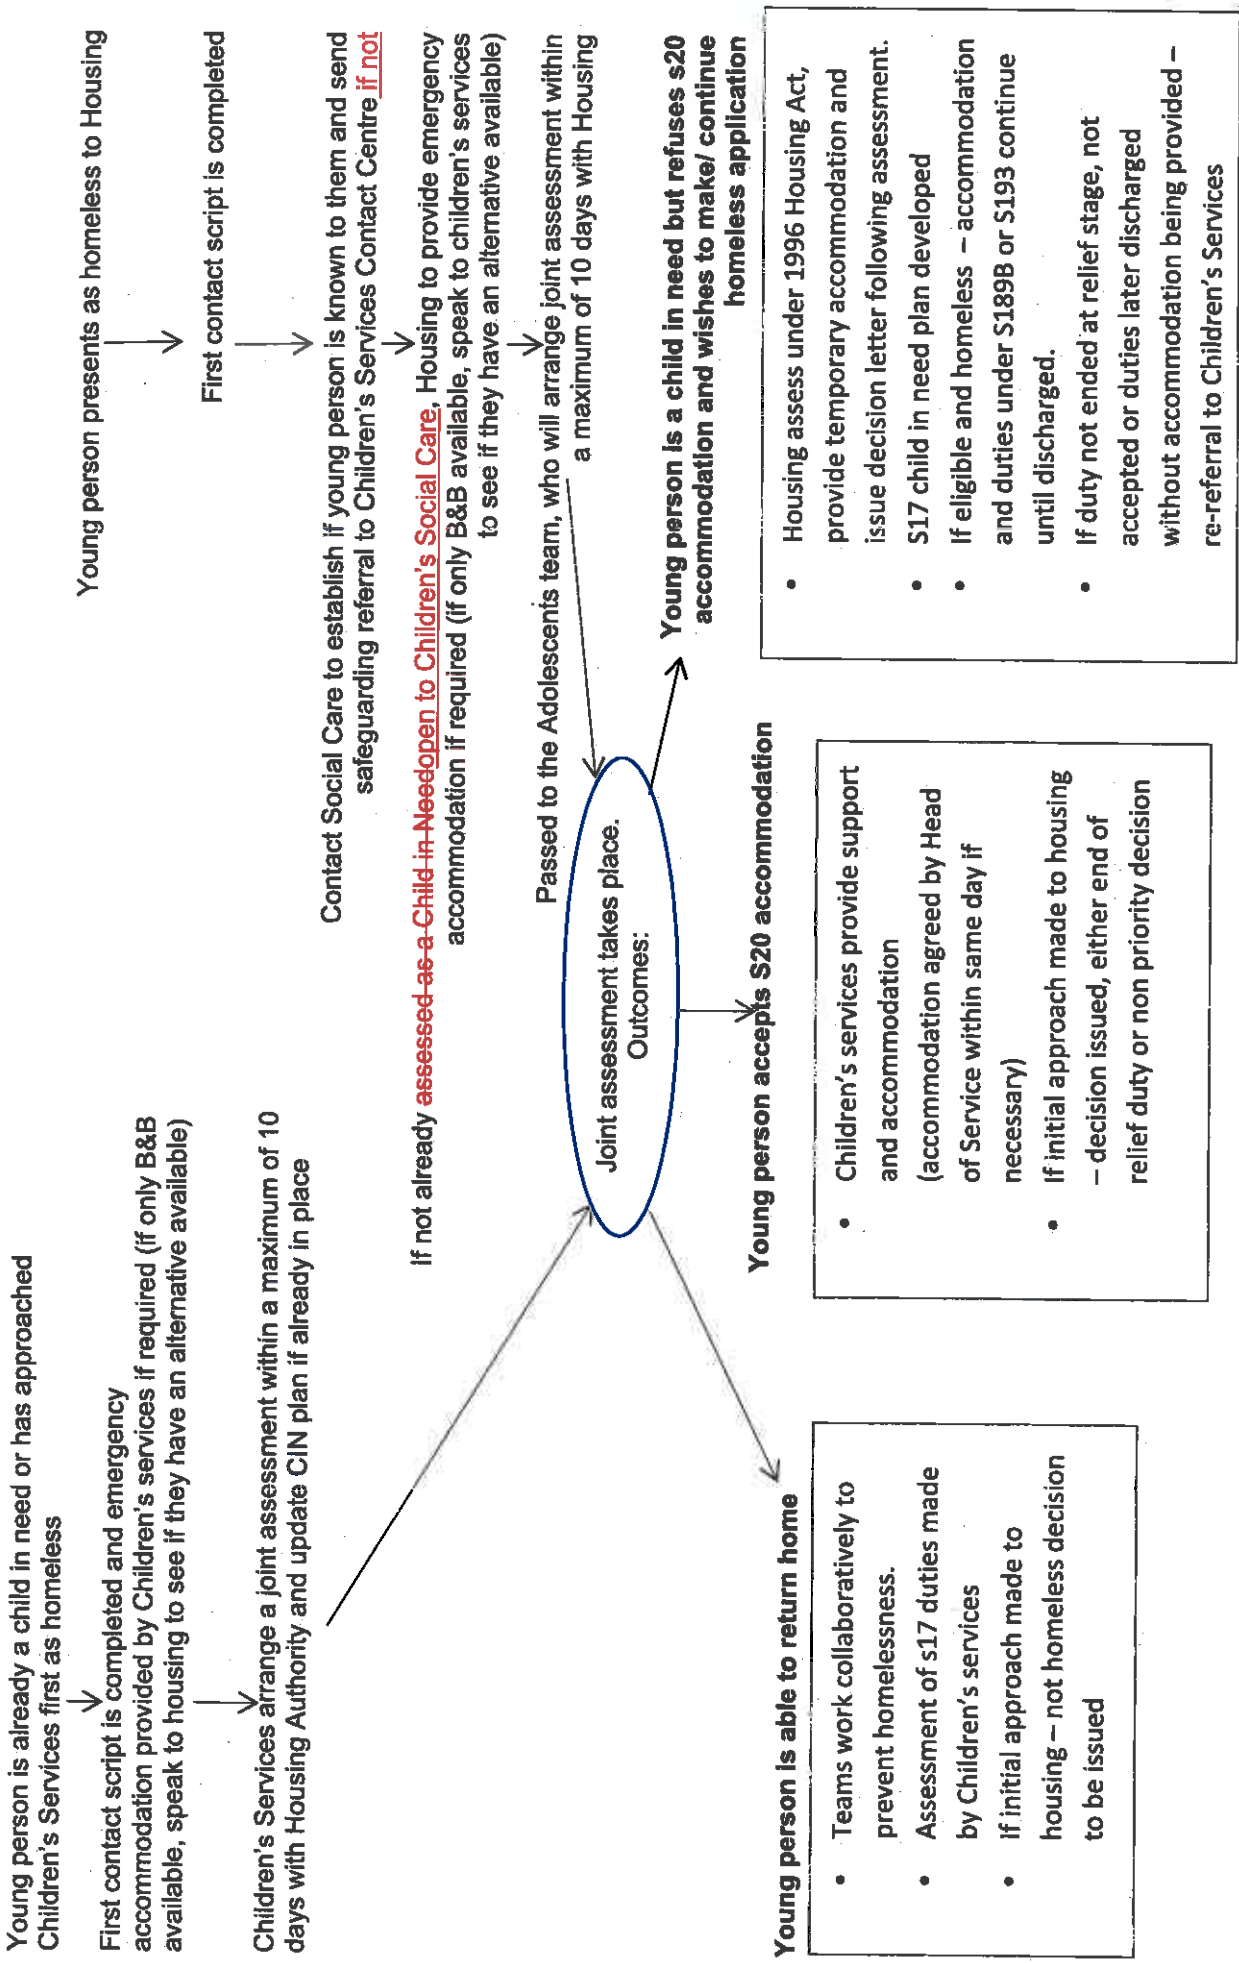 Young person is already a child in need or has approached
Children's Services first as homeless
First contact script is completed and emergency
accommodation provided by Children's services if required (if only B&B
available, speak to housing to see if they have an alternative available)
Children's Services arrange a joint assessment within a maximum of 10
days with Housing Authority and update CIN plan if already in place
Young person presents as homeless to Housing
First contact script is completed
Contact Social Care to establish if young person is known to them and send
safeguarding referral to Children's Services Contact Centre if not
If not already assessed as a Child in Needopen to Children's Social Care, Housing to provide emergency
accommodation if required (if only B&B available, speak to children's services
to see if they have an alternative available)
Passed to the Adolescents team, who will arrange joint assessment within
a maximum of 10 days with Housing
Joint assessment takes place.
Outcomes:
Young person is able to return home
• Teams work collaboratively to
prevent homelessness.
• Assessment of s17 duties made
by Children's services
• If initial approach made to
housing – not homeless decision
to be issued
Young person accepts S20 accommodation
• Children's services provide support
and accommodation
(accommodation agreed by Head
of Service within same day if
necessary)
• If initial approach made to housing
– decision issued, either end of
relief duty or non priority decision
Young person is a child in need but refuses s20
accommodation and wishes to make/ continue
homeless application
• Housing assess under 1996 Housing Act,
provide temporary accommodation and
issue decision letter following assessment.
• S17 child in need plan developed
• If eligible and homeless – accommodation
and duties under S189B or S193 continue
until discharged.
• If duty not ended at relief stage, not
accepted or duties later discharged
without accommodation being provided –
re-referral to Children's Services